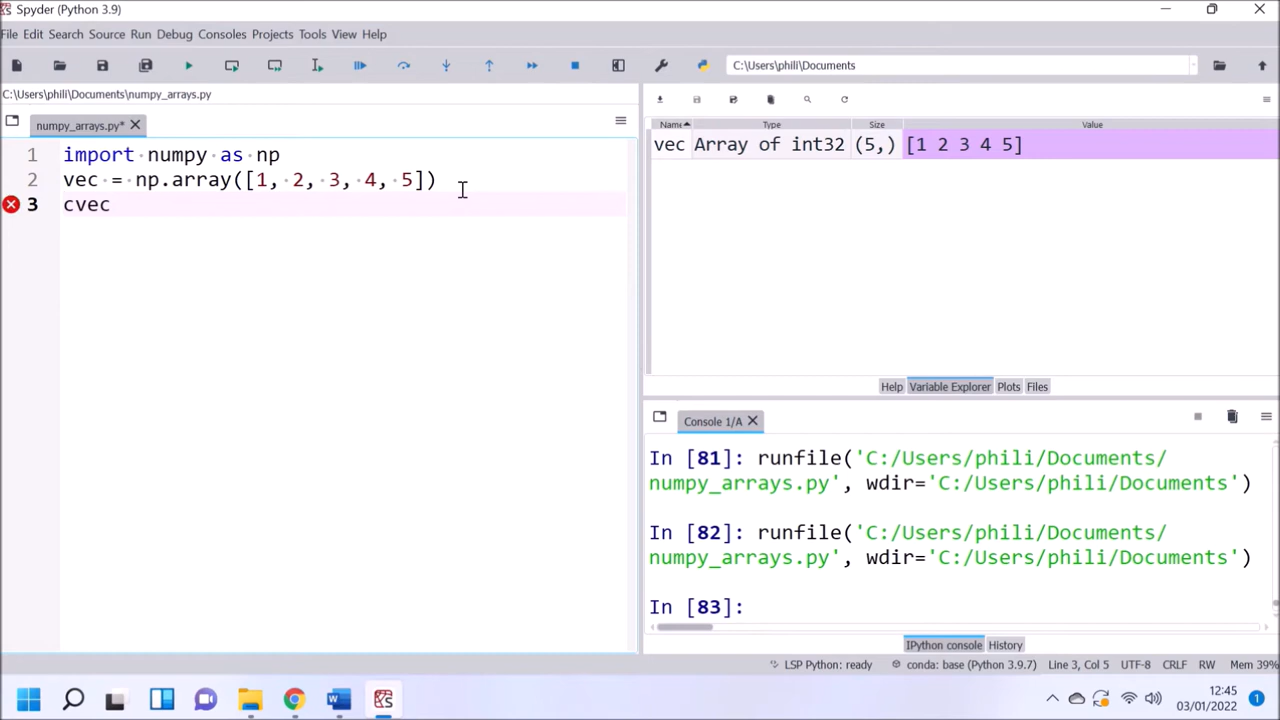 Spyder (Python 3.9)
File Edit Search Source Run Debug Consoles Projects Tools View Help
C:\Users\phili\Documents
C:\Users\phili\Documents\numpy_arrays.py
numpy_arrays.py*
1 import numpy as np
2 vec = np.array([1, 2, 3, 4, 5])
3 cvec
Name Type Size Value
vec Array of int32 (5,) [1 2 3 4 5]
Help Variable Explorer Plots Files
Console 1/A
In [81]: runfile('C:/Users/phili/Documents/
numpy_arrays.py', wdir='C:/Users/phili/Documents')
In [82]: runfile('C:/Users/phili/Documents/
numpy_arrays.py', wdir='C:/Users/phili/Documents')
In [83]:
IPython console History
LSP Python: ready conda: base (Python 3.9.7) Line 3, Col 5 UTF-8 CRLF RW Mem 39%
12:45
03/01/2022
1